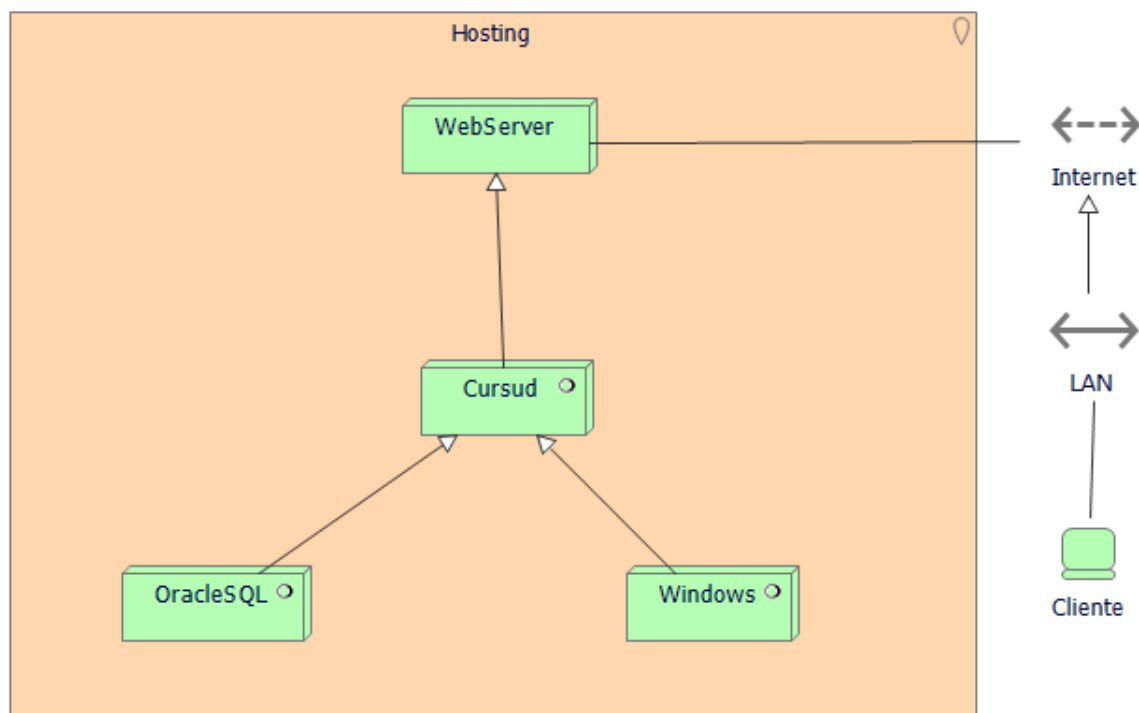 Hosting
WebServer
Internet
Cursud
LAN
OracleSQL
Windows
Cliente